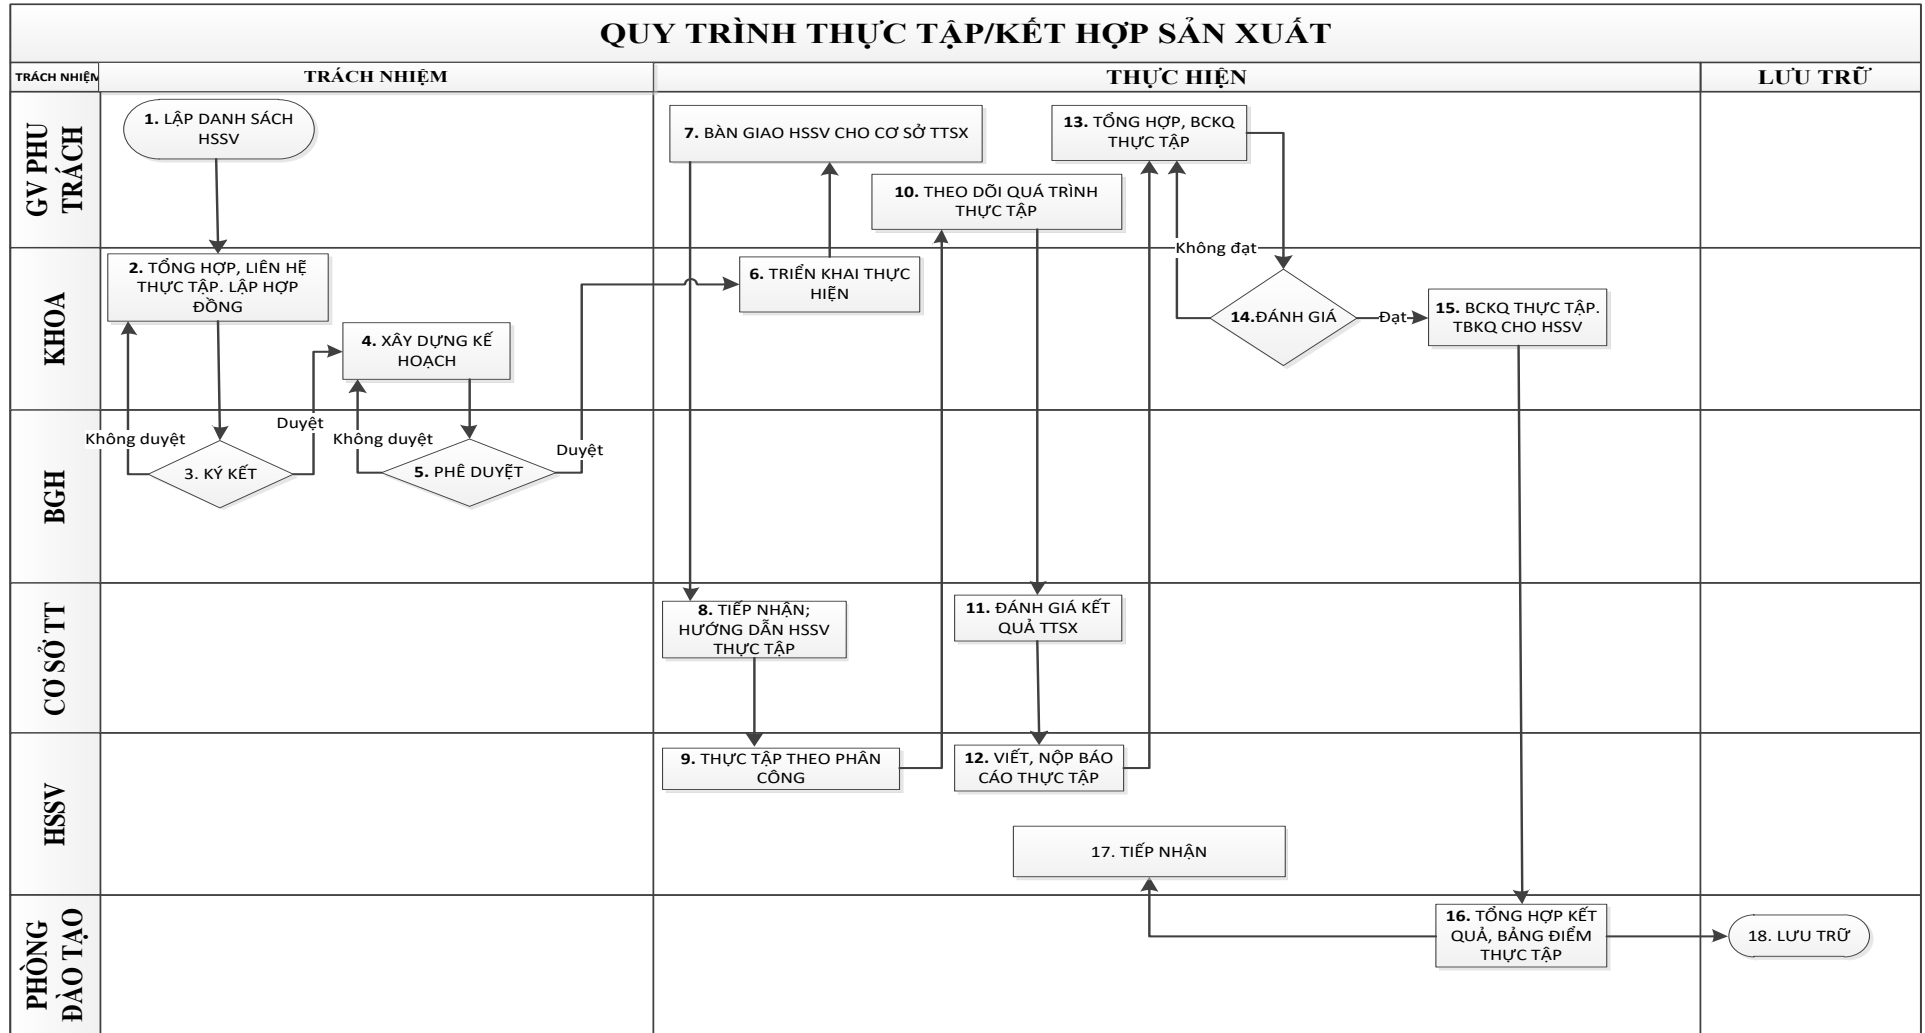 QUY TRÌNH THỰC TẬP/KẾT HỢP SẢN XUẤT
TRÁCH NHIỆM
TRÁCH NHIỆM
THỰC HIỆN
LƯU TRỮ
GV PHU
TRÁCH
1. LẬP DANH SÁCH
HSSV
7. BÀN GIAO HSSV CHO CƠ SỞ TTSX
13. TỔNG HỢP, BCKQ
THỰC TẬP
10. THEO DÕI QUÁ TRÌNH
THỰC TẬP
Không đạt
KHOA
2. TỔNG HỢP, LIÊN HỆ
THỰC TẬP. LẬP HỢP
ĐỒNG
6. TRIỂN KHAI THỰC
HIỆN
4. XÂY DỰNG KẾ
HOẠCH
14.ĐÁNH GIÁ
Đạt
15. BCKQ THỰC TẬP.
TBKQ CHO HSSV
BGH
Không duyệt
Duyệt
Không duyệt
Duyệt
3. KÝ KẾT
5. PHÊ DUYỆT
CƠ SỞ TT
8. TIẾP NHẬN;
HƯỚNG DẪN HSSV
THỰC TẬP
11. ĐÁNH GIÁ KẾT
QUẢ TTSX
HSSV
9. THỰC TẬP THEO PHÂN
CÔNG
12. VIẾT, NỘP BÁO
CÁO THỰC TẬP
17. TIẾP NHẬN
PHÒNG
ĐÀO TẠO
16. TỔNG HỢP KẾT
QUẢ, BẢNG ĐIỂM
THỰC TẬP
18. LƯU TRỮ